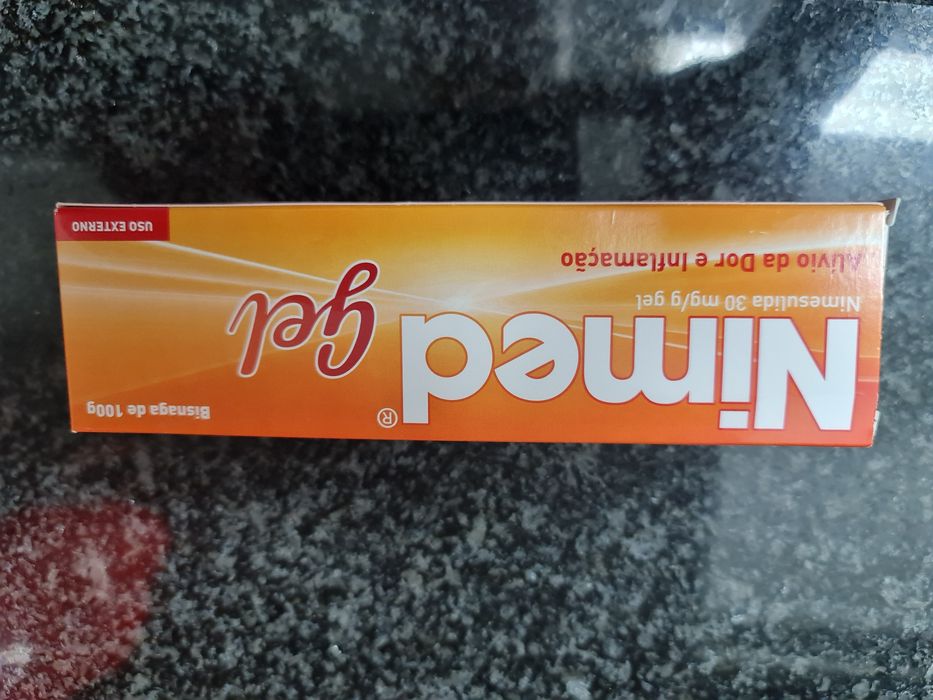 Bisnaga de 100g
Nimed®
gel
Nimesulida 30 mg/g gel
Alívio da Dor e Inflamação
USO EXTERNO